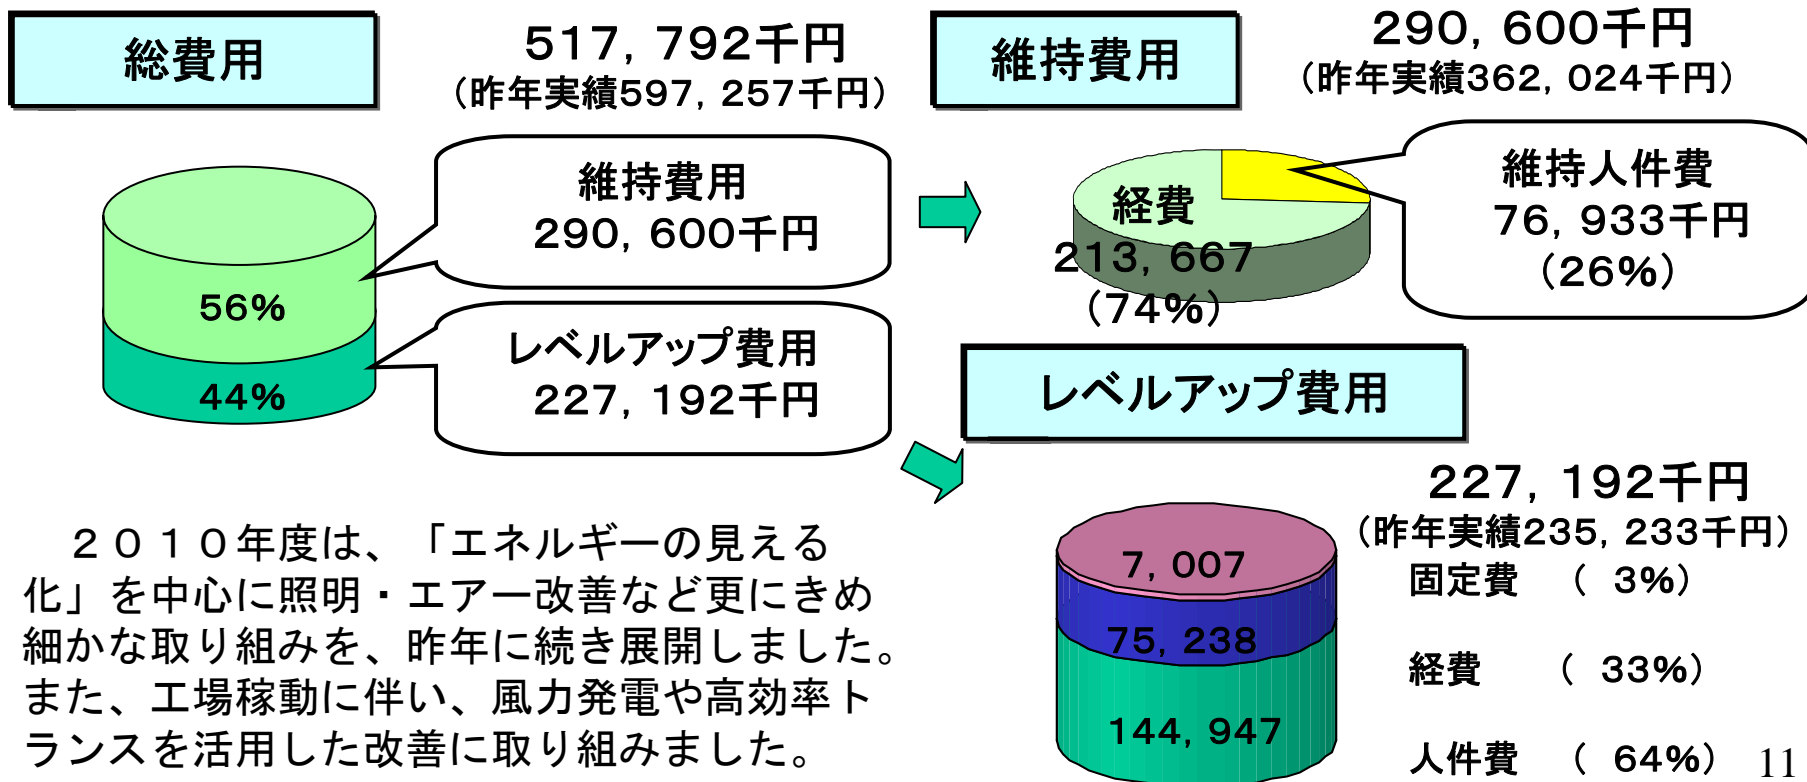 総費用
517, 792千円
（昨年実績597, 257千円）
維持費用
290, 600千円
56%
レベルアップ費用
227, 192千円
44%
維持費用
290, 600千円
（昨年実績362, 024千円）
経費
213, 667
（74%）
維持人件費
76, 933千円
（26%）
レベルアップ費用
227, 192千円
（昨年実績235, 233千円）
7, 007
固定費 （ 3%）
75, 238
経費 （ 33%）
144, 947
人件費 （ 64%）
２０１０年度は、「エネルギーの見える
化」を中心に照明・エアー改善など更にきめ
細かな取り組みを、昨年に続き展開しました。
また、工場稼動に伴い、風力発電や高効率ト
ランスを活用した改善に取り組みました。
11